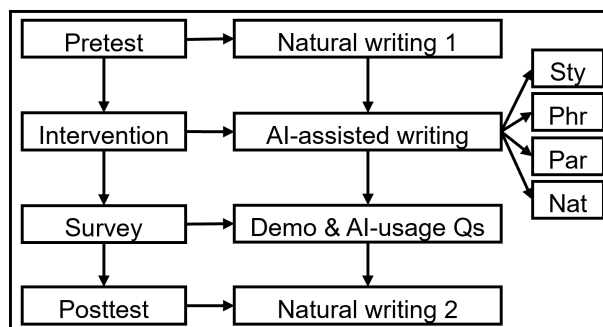 Pretest
Natural writing 1
Sty
Phr
Intervention
AI-assisted writing
Par
Nat
Survey
Demo & AI-usage Qs
Posttest
Natural writing 2